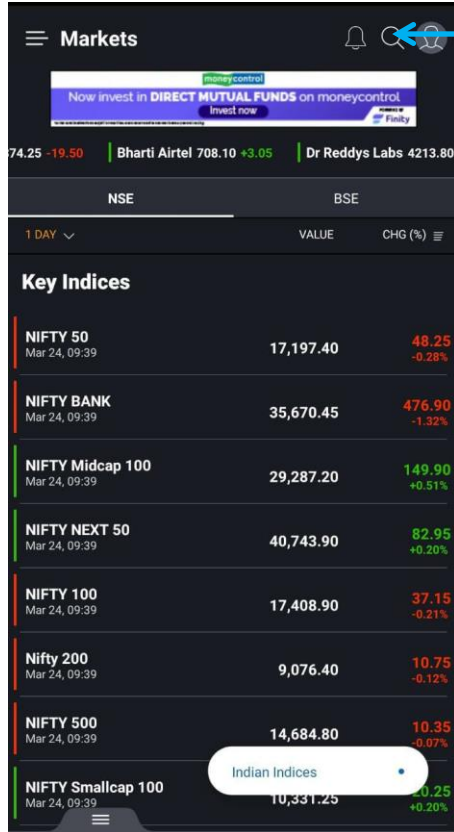 Markets
moneycontrol
Now invest in DIRECT MUTUAL FUNDS on moneycontrol
Invest now
Finity
374.25 -19.50 Bharti Airtel 708.10 +3.05 Dr Reddys Labs 4213.80
NSE BSE
1 DAY VALUE CHG (%)
Key Indices
NIFTY 50 17,197.40 48.25
Mar 24, 09:39 -0.28%
NIFTY BANK 35,670.45 476.90
Mar 24, 09:39 -1.32%
NIFTY Midcap 100 29,287.20 149.90
Mar 24, 09:39 +0.51%
NIFTY NEXT 50 40,743.90 82.95
Mar 24, 09:39 +0.20%
NIFTY 100 17,408.90 37.15
Mar 24, 09:39 -0.21%
Nifty 200 9,076.40 10.75
Mar 24, 09:39 -0.12%
NIFTY 500 14,684.80 10.35
Mar 24, 09:39 -0.07%
Indian Indices
NIFTY Smallcap 100 10,331.25 20.25
Mar 24, 09:39 +0.20%